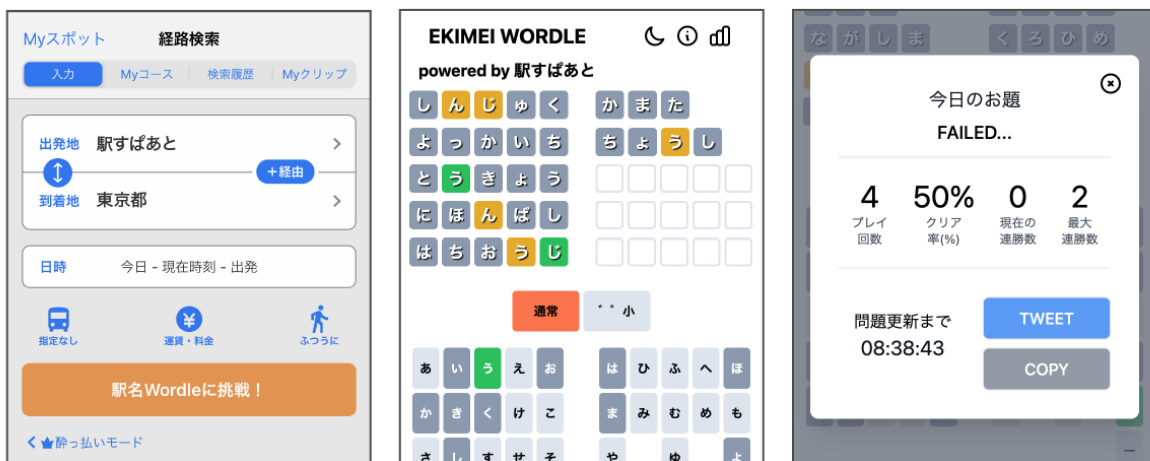 Myスポット
経路検索
入力
Myコース
検索履歴
Myクリップ
出発地 駅すぱあと
+経由
到着地 東京都
日時 今日 - 現在時刻 - 出発
指定なし
運賃・料金
ふつうに
駅名Wordleに挑戦！
酔っ払いモード
EKIMEI WORDLE
powered by 駅すぱあと
しんじゅく
かまた
よっかいち
ちょうし
とうきょう
にほんばし
はちおうじ
通常
゛゜小
あいうえお
はひふへほ
かきくけこ
まみむめも
さしすせそ
やゆよ
ながしま
くろひめ
今日のお題
FAILED...
4
プレイ
回数
50%
クリア
率(%)
0
現在の
連勝数
2
最大
連勝数
問題更新まで
08:38:43
TWEET
COPY